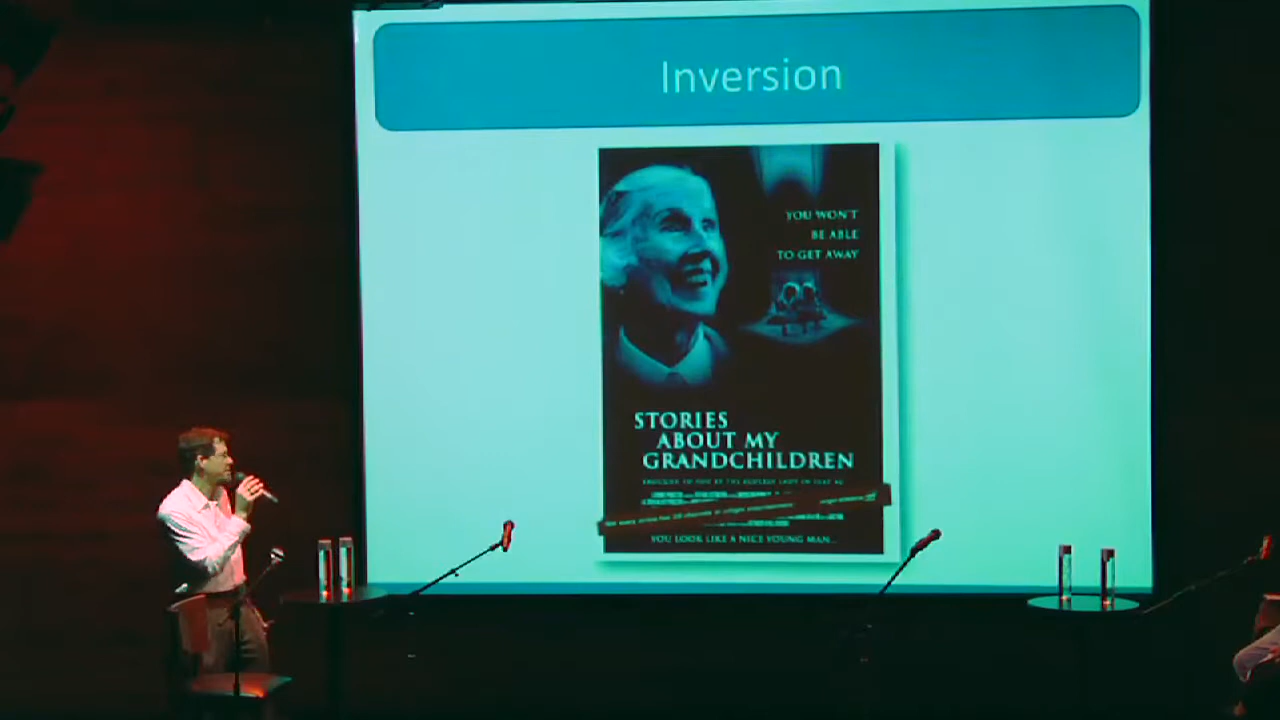 Inversion
YOU WON'T
BE ABLE
TO GET AWAY
STORIES
ABOUT MY
GRANDCHILDREN
YOU LOOK LIKE A NICE YOUNG MAN...